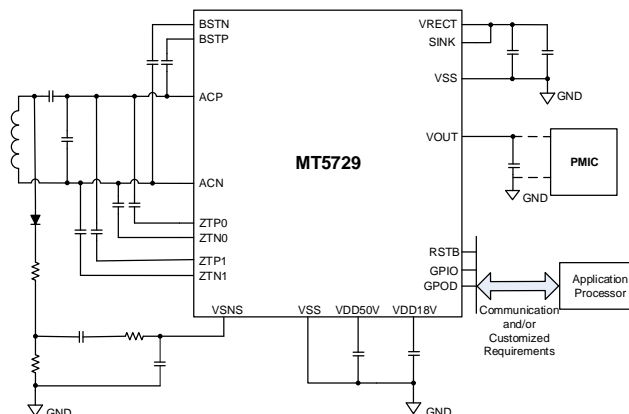 BSTN
BSTP
ACP
ACN
ZTP0
ZTN0
ZTP1
ZTN1
VSNS
VSS
VDD50V
VDD18V
MT5729
VRECT
SINK
VSS
GND
VOUT
PMIC
GND
RSTB
GPIO
GPOD
Communication
and/or
Customized
Requirements
Application
Processor
GND
GND